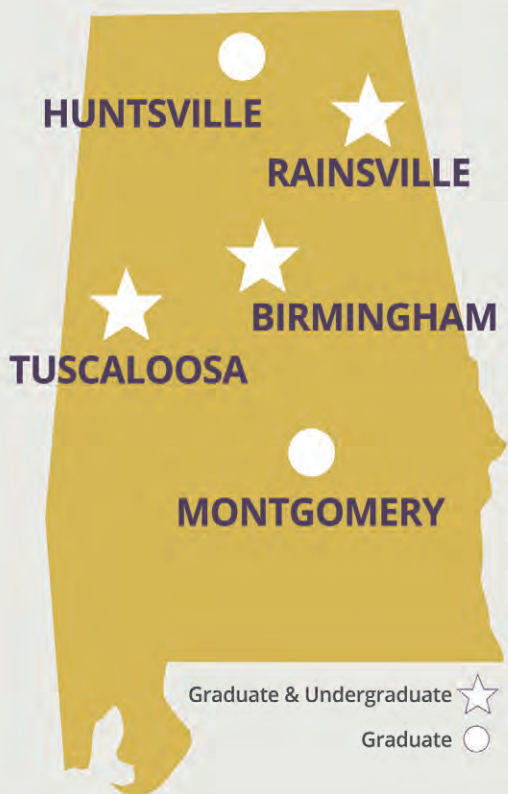 HUNTSVILLE
RAINSVILLE
BIRMINGHAM
TUSCALOOSA
MONTGOMERY
Graduate & Undergraduate
Graduate